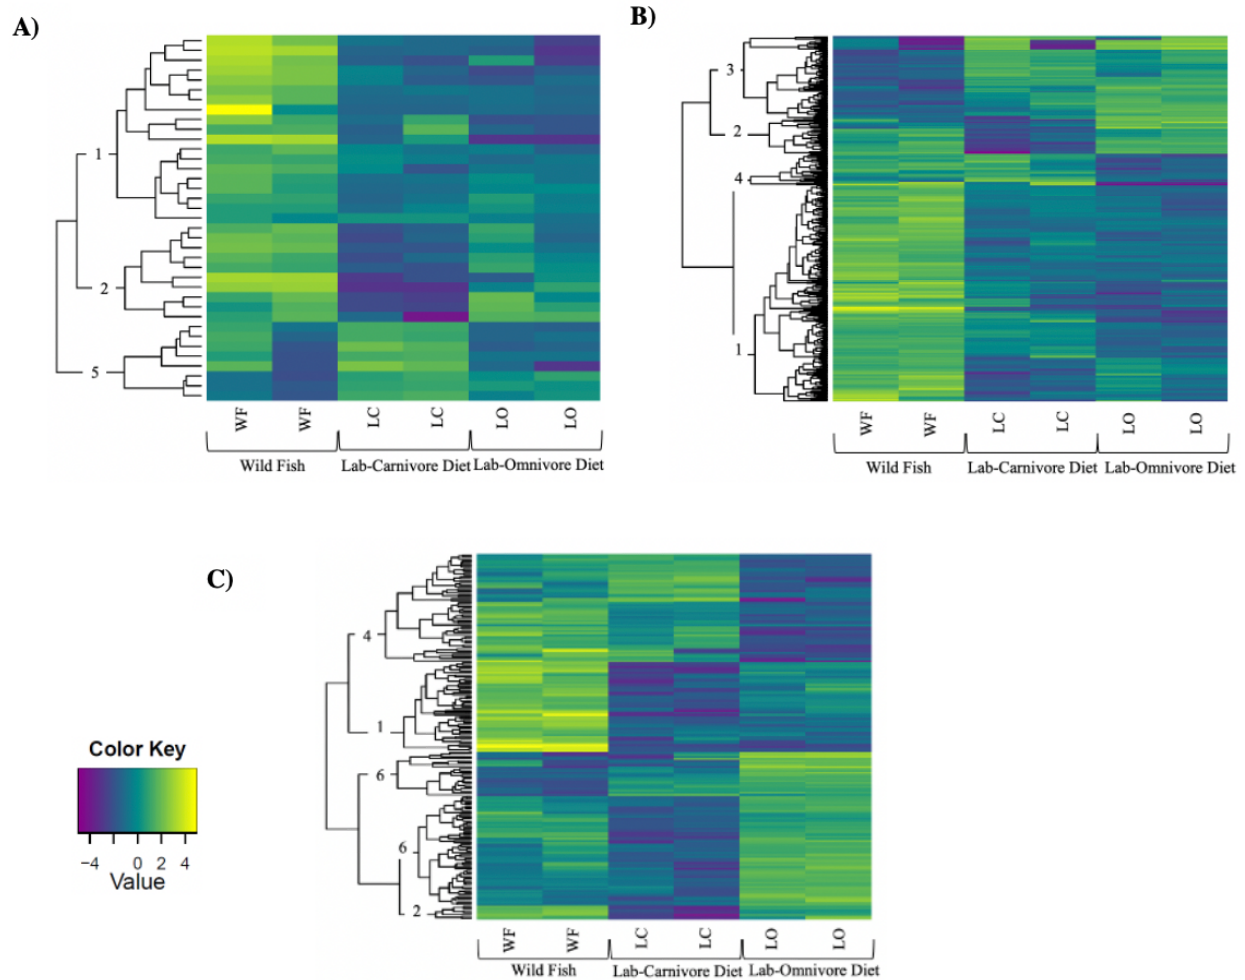 A)
1
2
5
WF WF LC LC LO LO
Wild Fish Lab-Carnivore Diet Lab-Omnivore Diet
B)
3
2
4
1
WF WF LC LC LO LO
Wild Fish Lab-Carnivore Diet Lab-Omnivore Diet
C)
4
1
6
6
2
WF WF LC LC LO LO
Wild Fish Lab-Carnivore Diet Lab-Omnivore Diet
Color Key
−4 0 2 4
Value